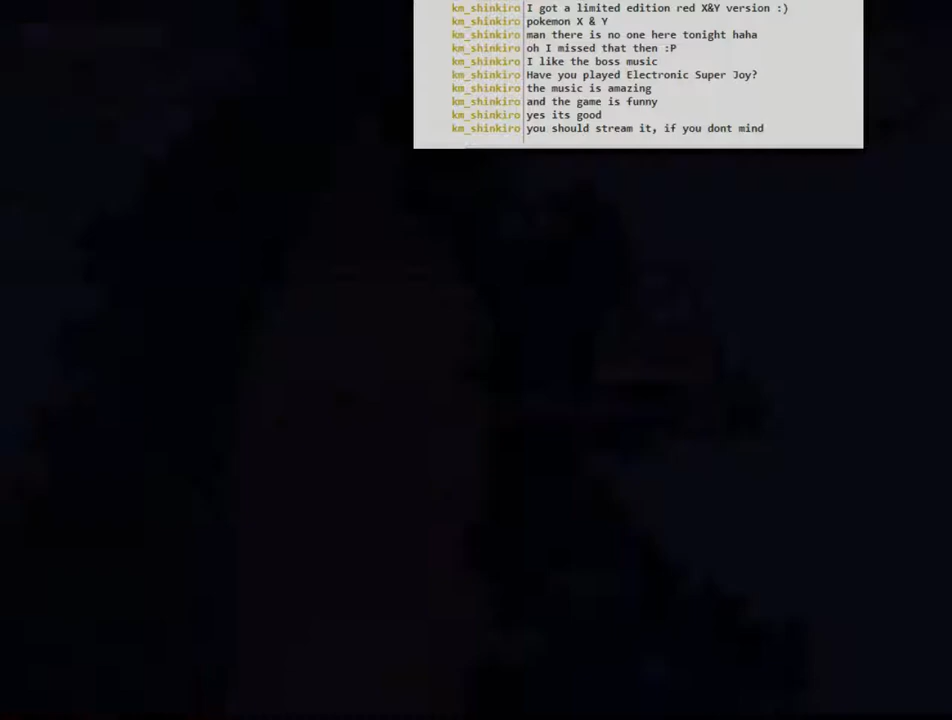 km_shinkiro I got a limited edition red X&Y version :)
km_shinkiro pokemon X & Y
km_shinkiro man there is no one here tonight haha
km_shinkiro oh I missed that then :P
km_shinkiro I like the boss music
km_shinkiro Have you played Electronic Super Joy?
km_shinkiro the music is amazing
km_shinkiro and the game is funny
km_shinkiro yes its good
km_shinkiro you should stream it, if you dont mind